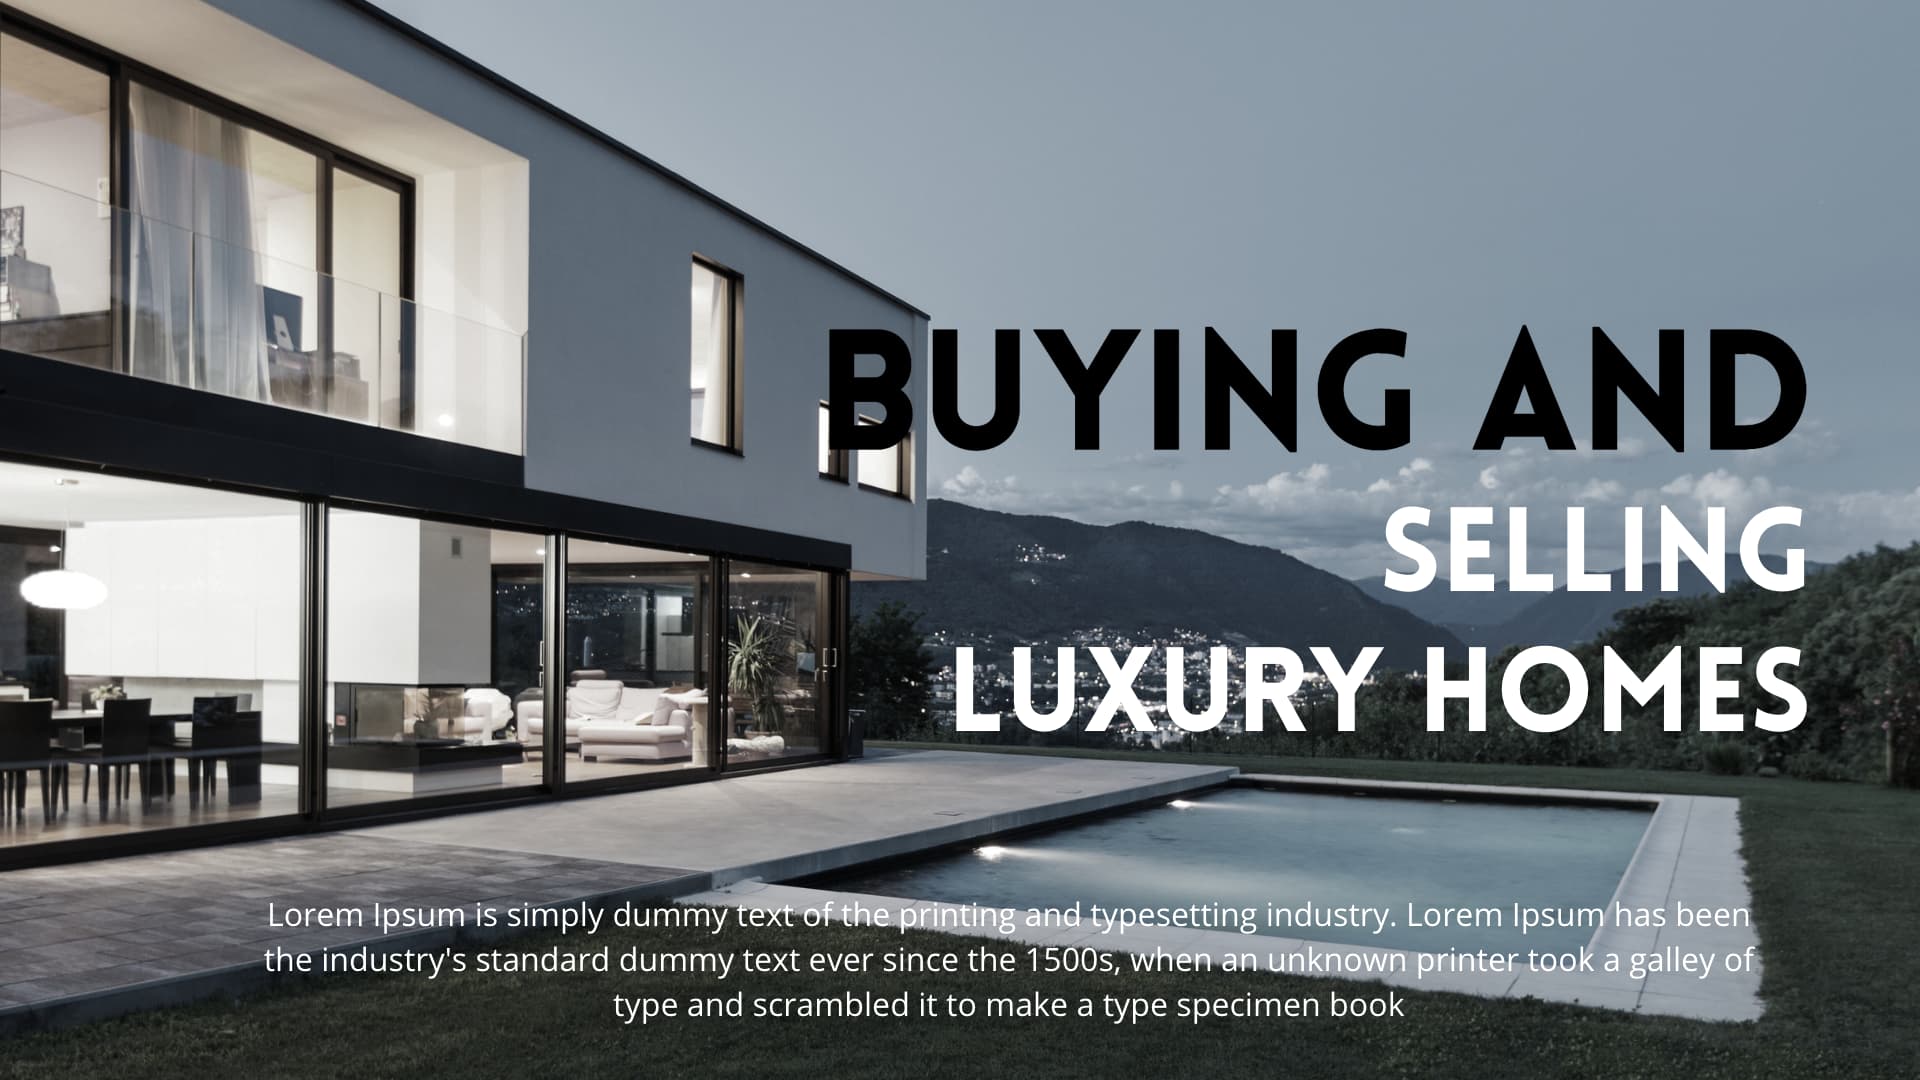 BUYING AND
SELLING
LUXURY HOMES
Lorem Ipsum is simply dummy text of the printing and typesetting industry. Lorem Ipsum has been
the industry's standard dummy text ever since the 1500s, when an unknown printer took a galley of
type and scrambled it to make a type specimen book